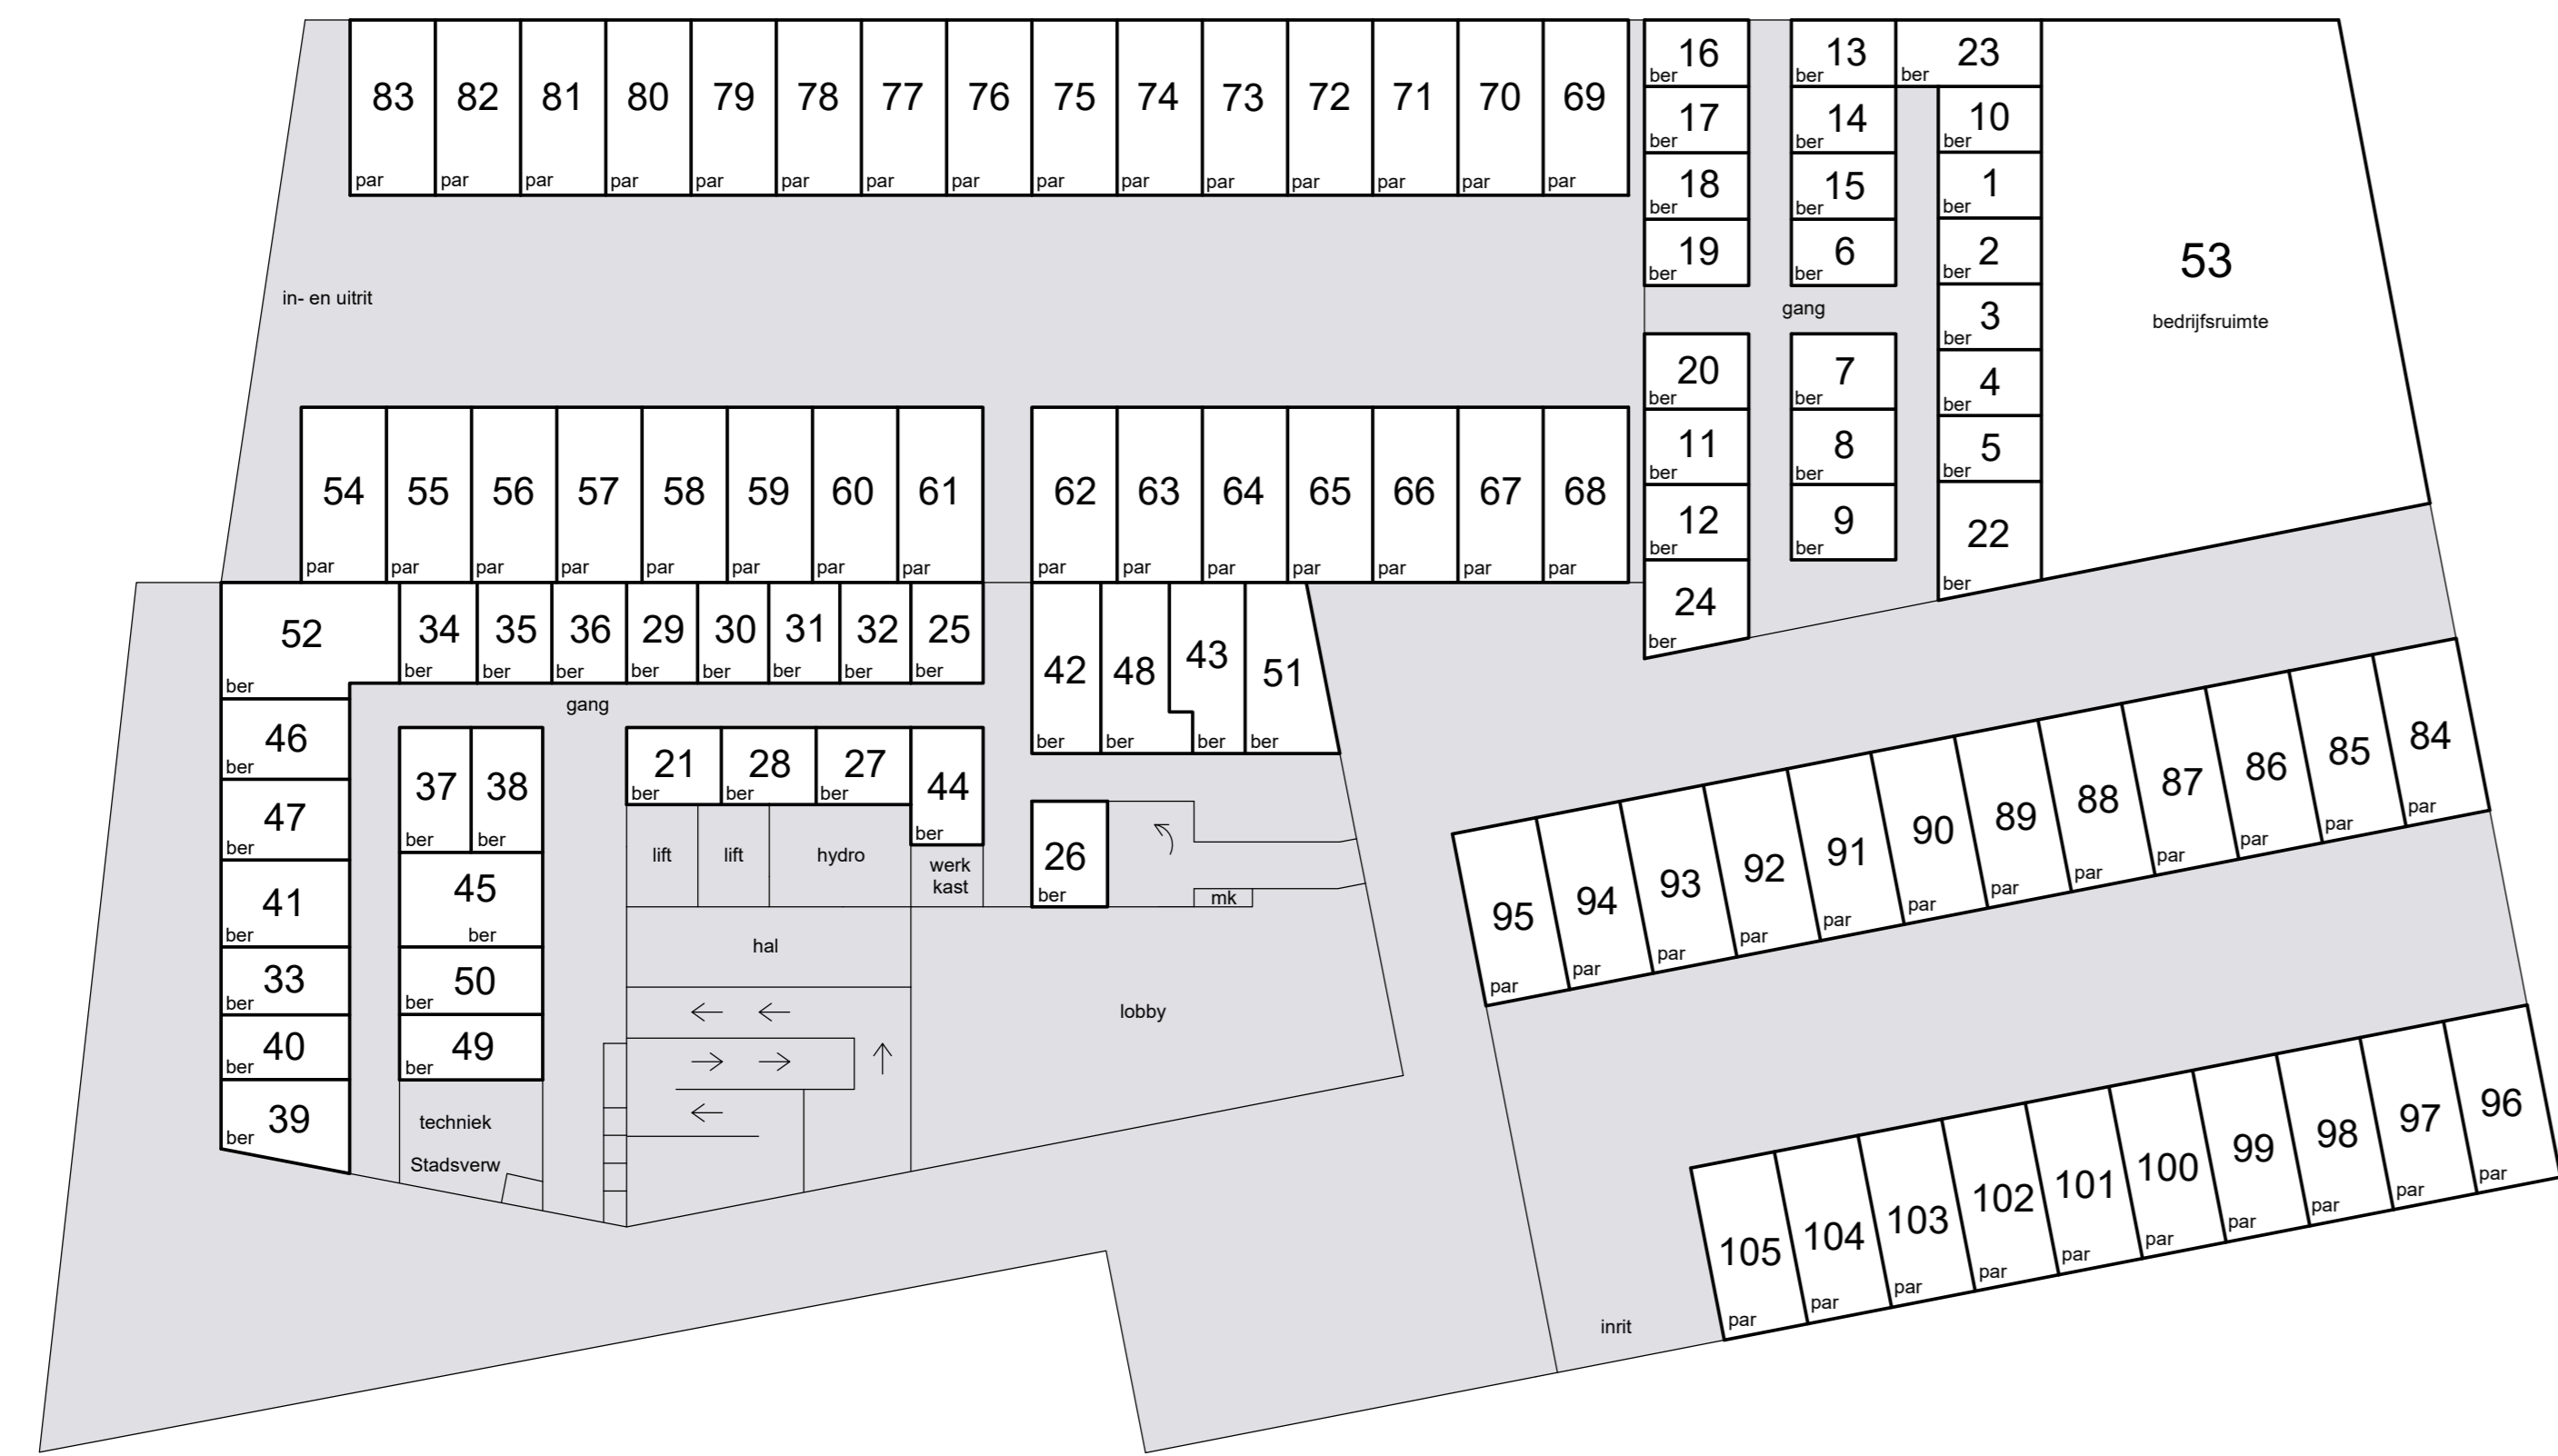 83 82 81 80 79 78 77 76 75 74 73 72 71 70 69
par par par par par par par par par par par par par par par
16
ber
17
ber
18
ber
19
ber
13
ber
14
ber
15
ber
6
ber
23
ber
10
ber
1
ber
2
ber
3
ber
4
ber
5
ber
22
ber
53
bedrijfsruimte
in- en uitrit
gang
20
ber
11
ber
12
ber
24
ber
7
ber
8
ber
9
ber
54 55 56 57 58 59 60 61
par par par par par par par par
62 63 64 65 66 67 68
par par par par par par par
52
ber
34 35 36 29 30 31 32 25
ber ber ber ber ber ber ber ber
gang
42 48 43 51
ber ber ber ber
46
ber
47
ber
41
ber
33
ber
40
ber
39
ber
37 38
ber ber
45
ber
50
ber
49
ber
techniek
Stadsverw
21 28 27
ber ber ber
44
ber
lift lift hydro
werk
kast
26
ber
mk
hal
lobby
95 94 93 92 91 90 89 88 87 86 85 84
par par par par par par par par par par par par
105 104 103 102 101 100 99 98 97 96
par par par par par par par par par par
inrit